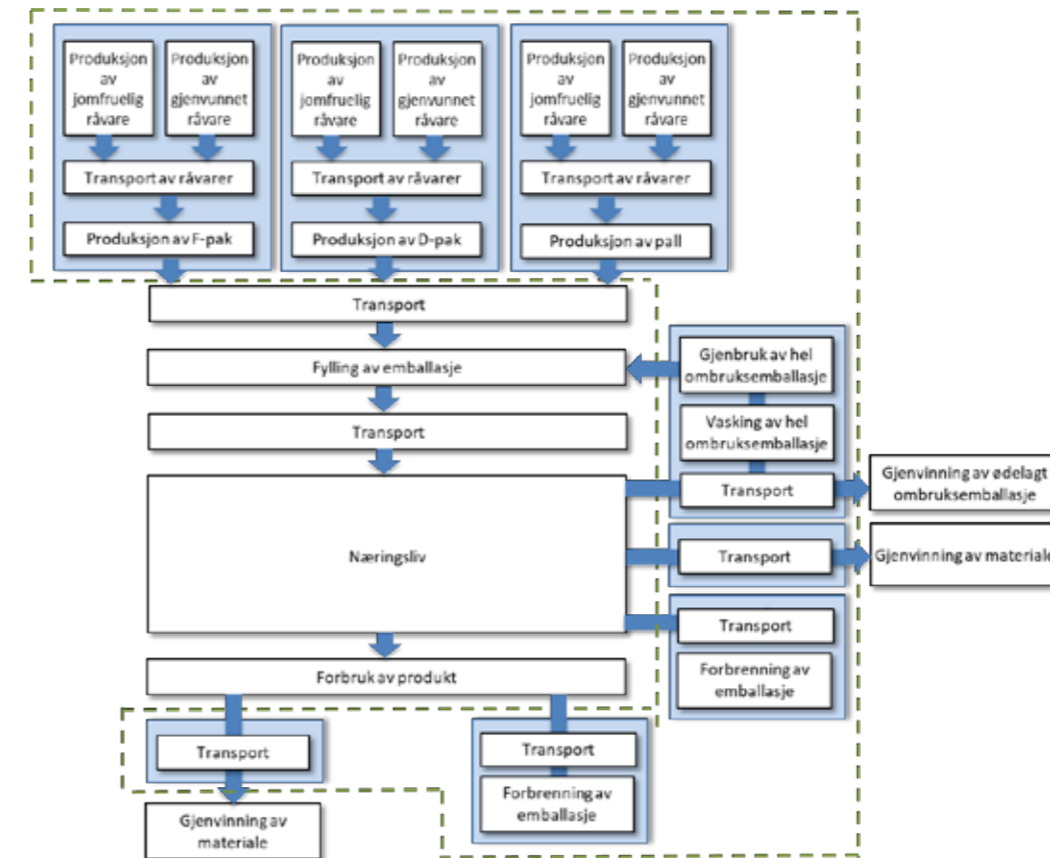 Produksjon
av
jomfruelig
råvare
Produksjon
av
gjenvunnet
råvare
Transport av råvarer
Produksjon av F-pak
Produksjon
av
jomfruelig
råvare
Produksjon
av
gjenvunnet
råvare
Transport av råvarer
Produksjon av D-pak
Produksjon
av
jomfruelig
råvare
Produksjon
av
gjenvunnet
råvare
Transport av råvarer
Produksjon av pall
Transport
Fylling av emballasje
Transport
Næringsliv
Forbruk av produkt
Gjenbruk av hel
ombruksemballasje
Vasking av hel
ombruksemballasje
Transport
Gjenvinning av ødelagt
ombruksemballasje
Transport
Gjenvinning av materiale
Transport
Forbrenning av
emballasje
Transport
Gjenvinning av
materiale
Transport
Forbrenning av
emballasje